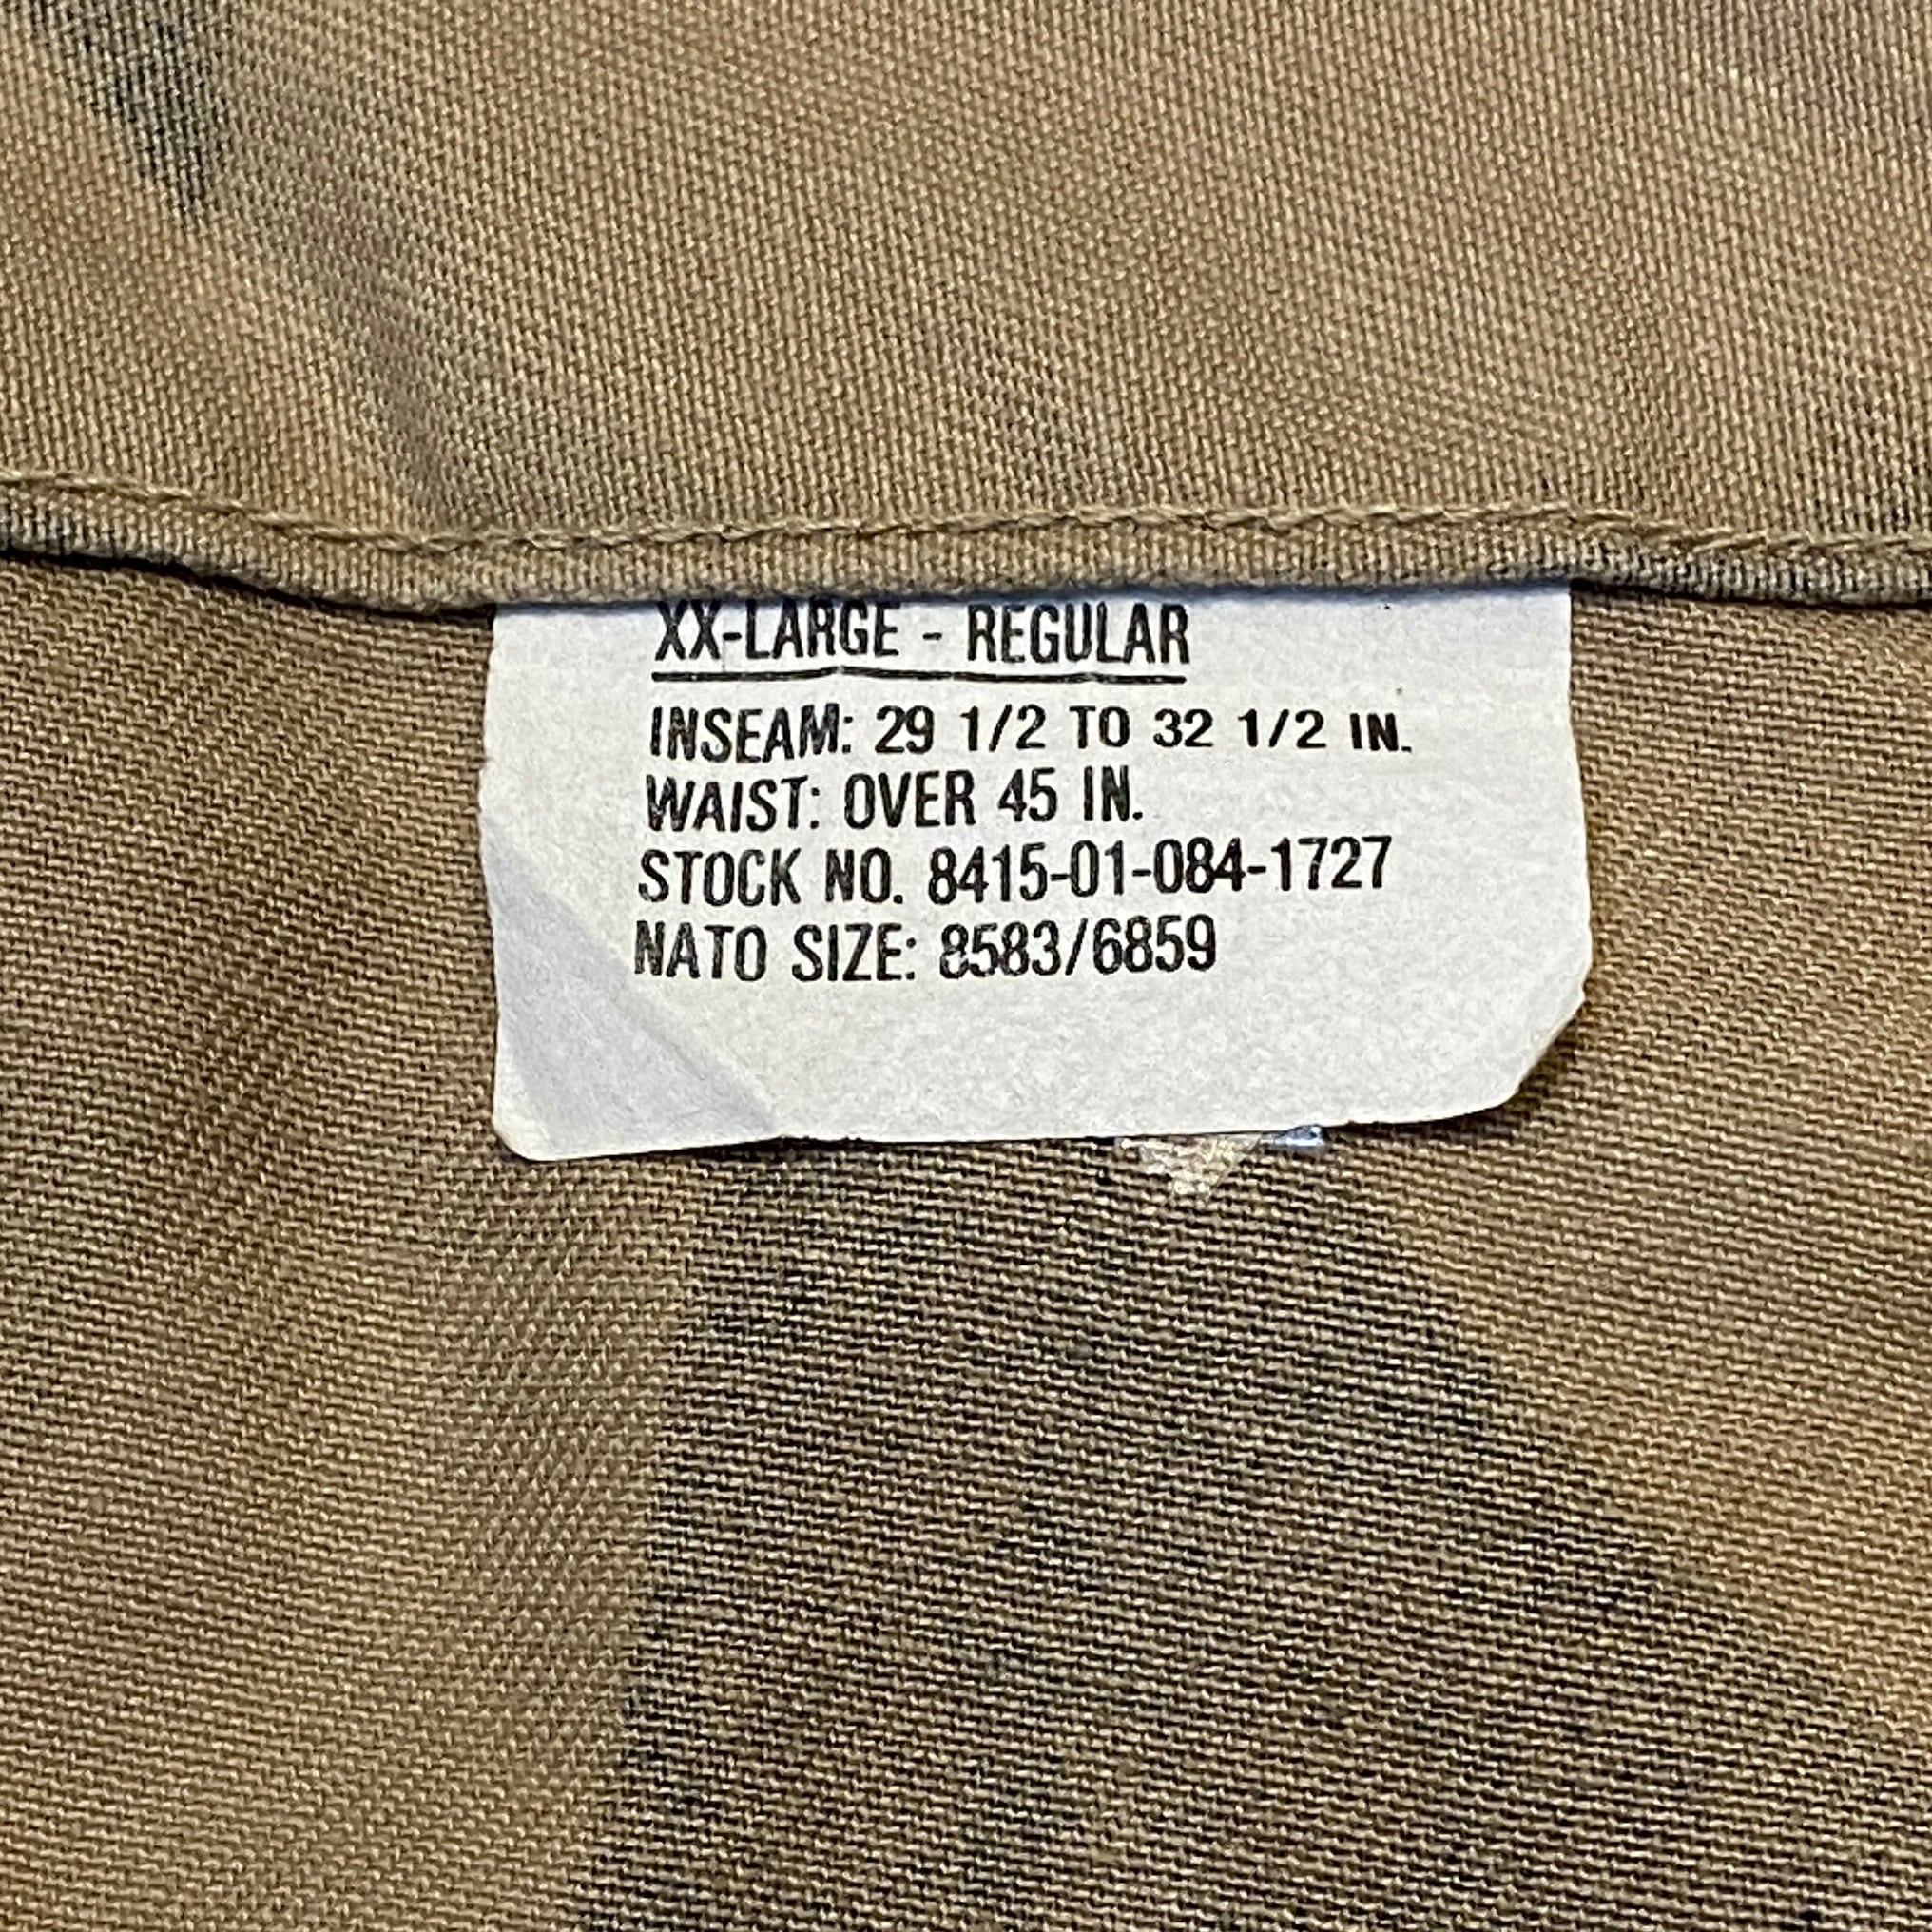 XX-LARGE - REGULAR
INSEAM: 29 1/2 TO 32 1/2 IN.
WAIST: OVER 45 IN.
STOCK NO. 8415-01-084-1727
NATO SIZE: 8583/6859